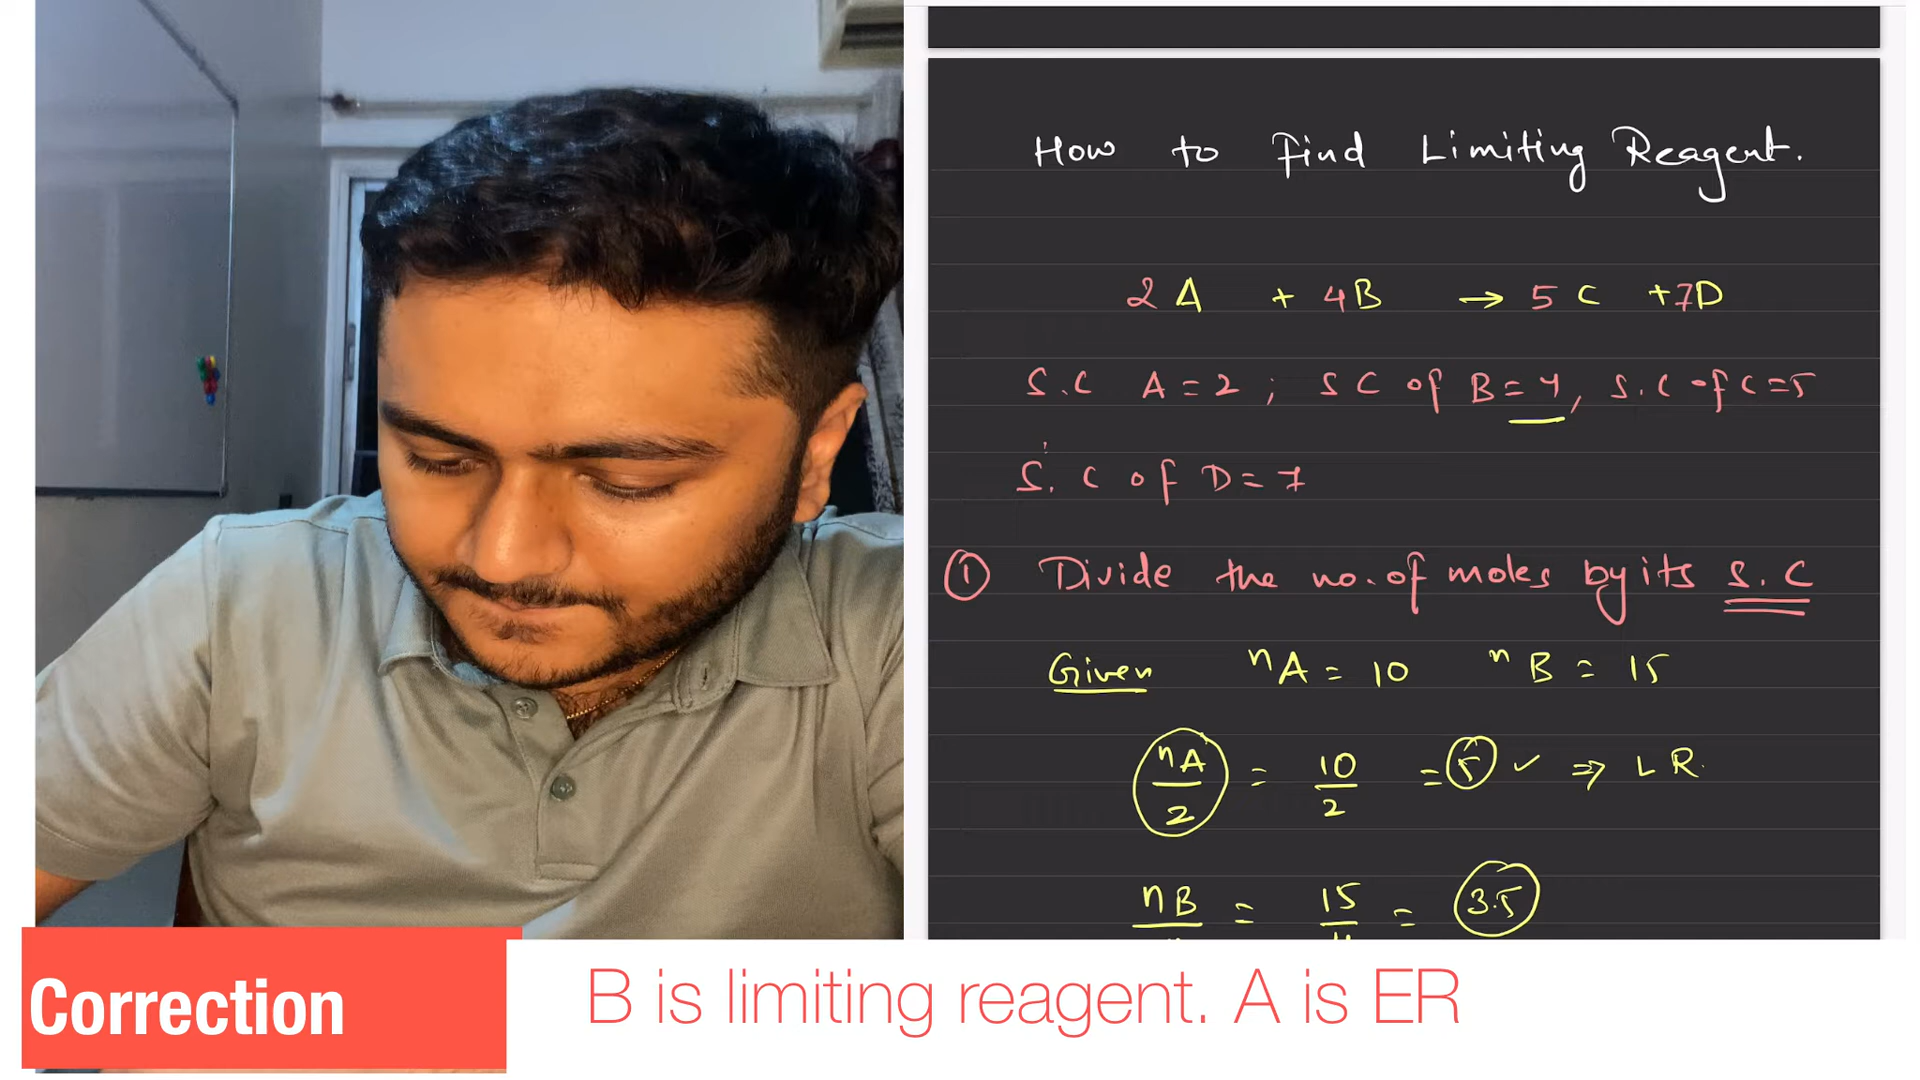 How to find Limiting Reagent.
2 A + 4B → 5 C +7D
S.C A = 2 ; S C of B = 4, S.C of C = 5
S. C of D = 7
① Divide the no. of moles by its S. C
Given nA = 10 nB = 15
nA/2 = 10/2 = 5 ✓ ⇒ L R.
nB = 15 = 3.5
Correction
B is limiting reagent. A is ER